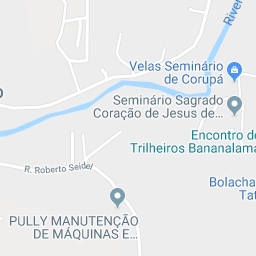 River
Velas Seminário
de Corupá
Seminário Sagrado
Coração de Jesus de...
Encontro de
Trilheiros Bananalama
R. Roberto Seidel
Bolacha
Tat
PULLY MANUTENÇÃO
DE MÁQUINAS E...